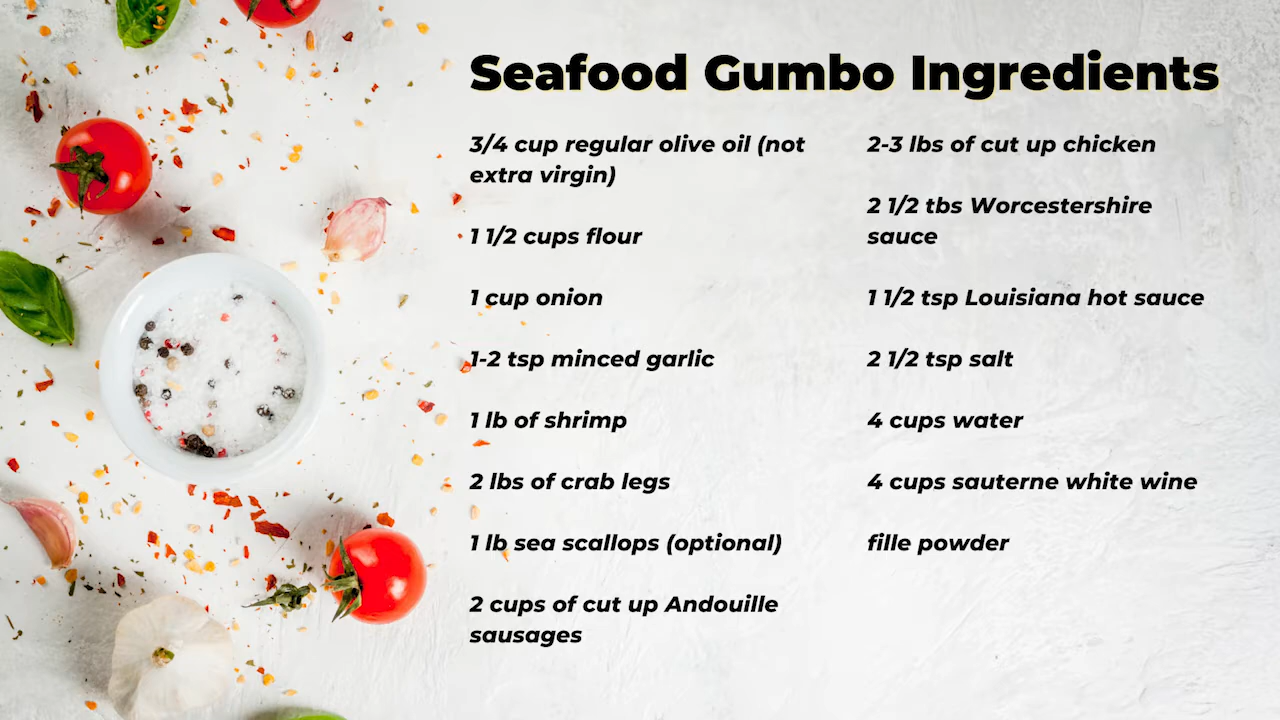 Seafood Gumbo Ingredients
3/4 cup regular olive oil (not
extra virgin)
1 1/2 cups flour
1 cup onion
1-2 tsp minced garlic
1 lb of shrimp
2 lbs of crab legs
1 lb sea scallops (optional)
2 cups of cut up Andouille
sausages
2-3 lbs of cut up chicken
2 1/2 tbs Worcestershire
sauce
1 1/2 tsp Louisiana hot sauce
2 1/2 tsp salt
4 cups water
4 cups sauterne white wine
fille powder